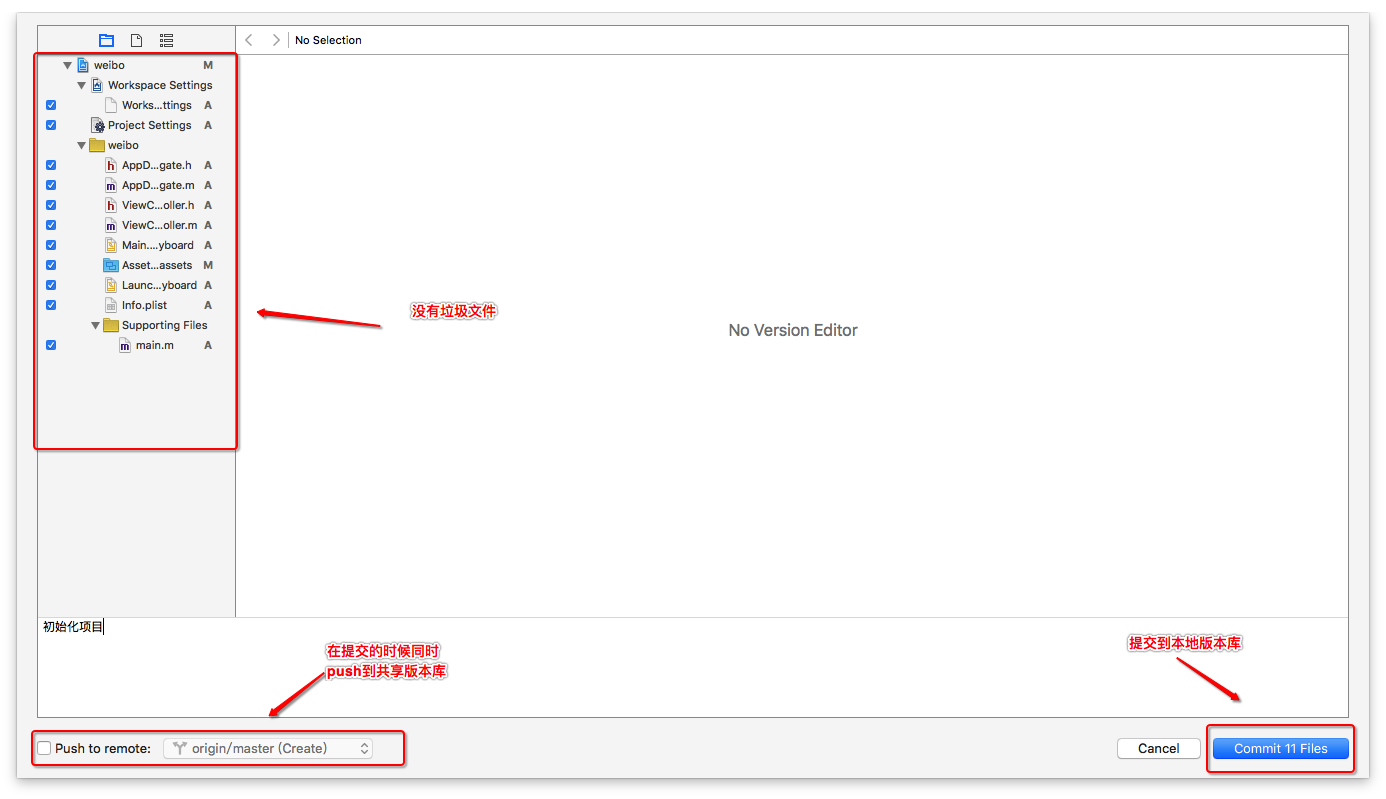 No Selection
weibo M
Workspace Settings
Works...ttings A
Project Settings A
weibo
AppD...gate.h A
AppD...gate.m A
ViewC...oller.h A
ViewC...oller.m A
Main....yboard A
Asset...assets M
Launc...yboard A
Info.plist A
Supporting Files
main.m A
没有垃圾文件
No Version Editor
初始化项目
在提交的时候同时
push到共享版本库
提交到本地版本库
Push to remote: origin/master (Create)
Cancel
Commit 11 Files